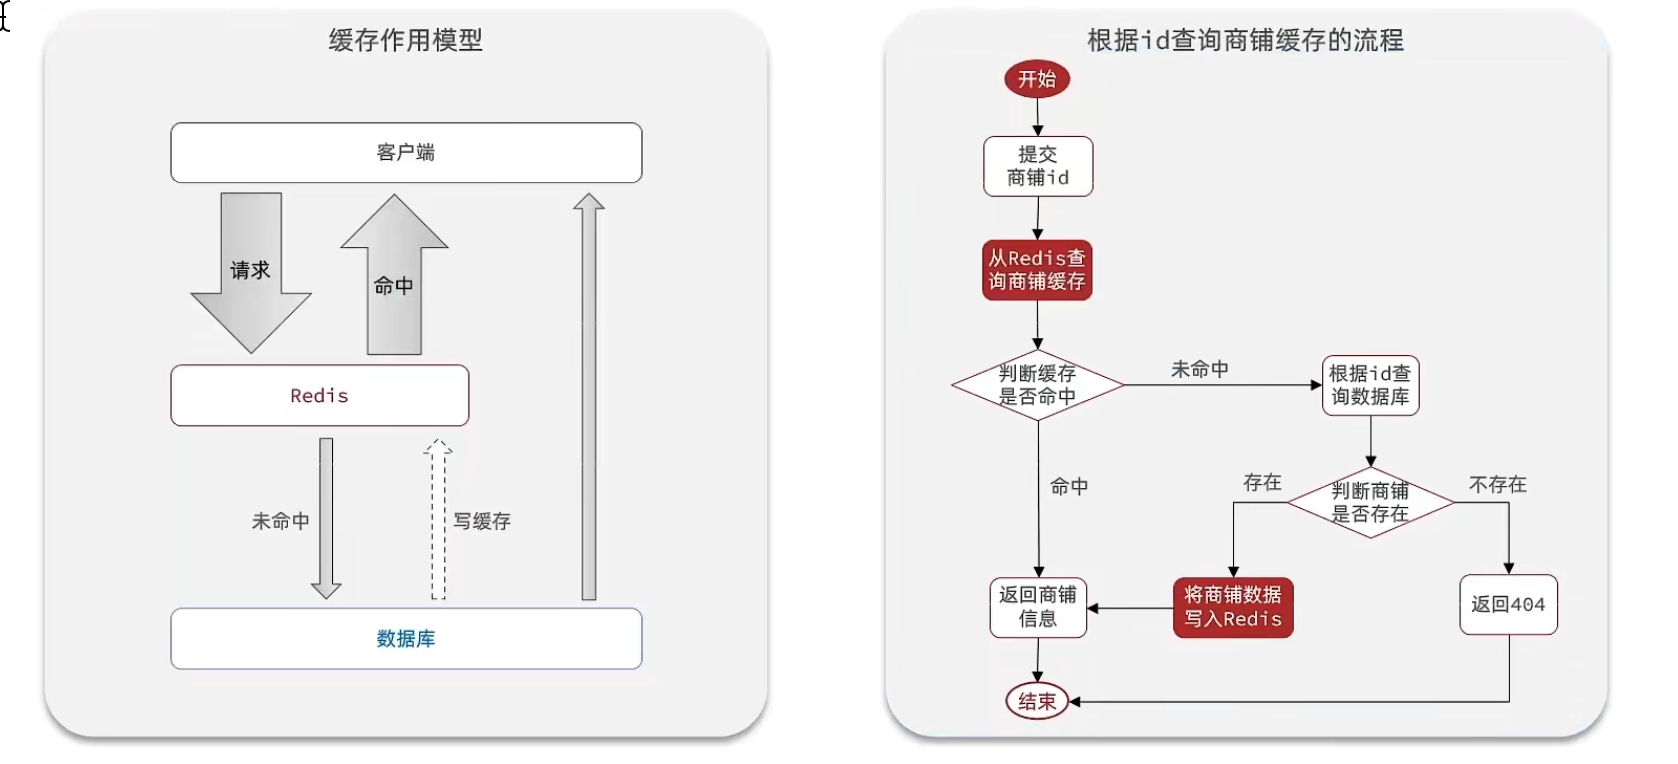 缓存作用模型
客户端
请求
命中
Redis
未命中
写缓存
数据库
根据id查询商铺缓存的流程
开始
提交
商铺id
从Redis查
询商铺缓存
判断缓存
是否命中
未命中
根据id查
询数据库
命中
存在
判断商铺
是否存在
不存在
返回商铺
信息
将商铺数据
写入Redis
返回404
结束